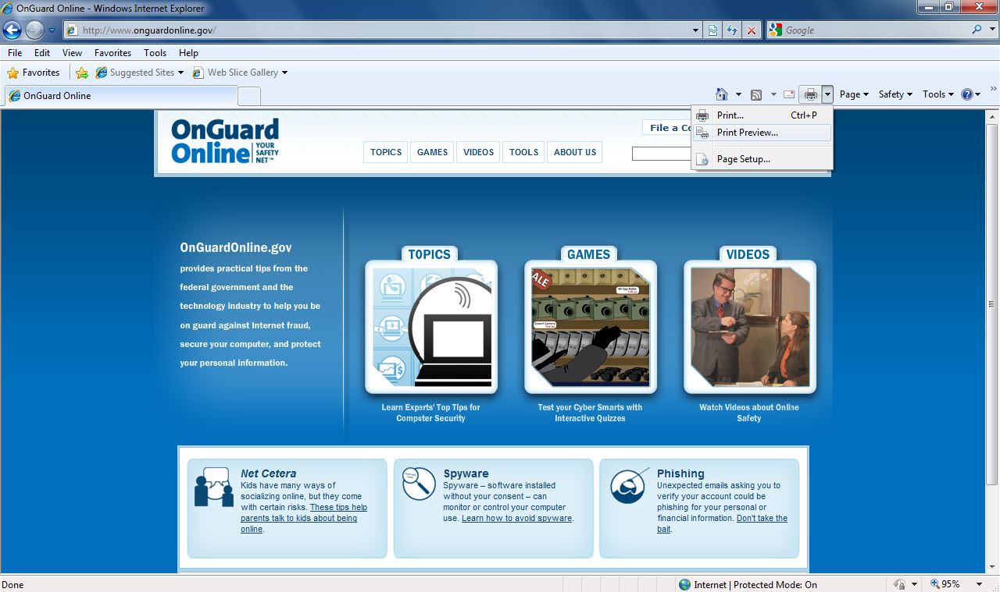 OnGuard Online - Windows Internet Explorer
http://www.onguardonline.gov/
Google
File Edit View Favorites Tools Help
Favorites Suggested Sites Web Slice Gallery
OnGuard Online
Page Safety Tools
Print... Ctrl+P
Print Preview...
Page Setup...
OnGuard
Online YOUR
SAFETY
NET™
File a Co
TOPICS GAMES VIDEOS TOOLS ABOUT US
OnGuardOnline.gov
provides practical tips from the
federal government and the
technology industry to help you be
on guard against Internet fraud,
secure your computer, and protect
your personal information.
TOPICS
Learn Experts' Top Tips for
Computer Security
GAMES
SALE
Wi-Spy Radio
Covert Camera
Test your Cyber Smarts with
Interactive Quizzes
VIDEOS
Watch Videos about Online
Safety
Net Cetera
Kids have many ways of
socializing online, but they come
with certain risks. These tips help
parents talk to kids about being
online.
Spyware
Spyware – software installed
without your consent – can
monitor or control your computer
use. Learn how to avoid spyware.
Phishing
Unexpected emails asking you to
verify your account could be
phishing for your personal or
financial information. Don't take the
bait.
Done
Internet | Protected Mode: On
95%